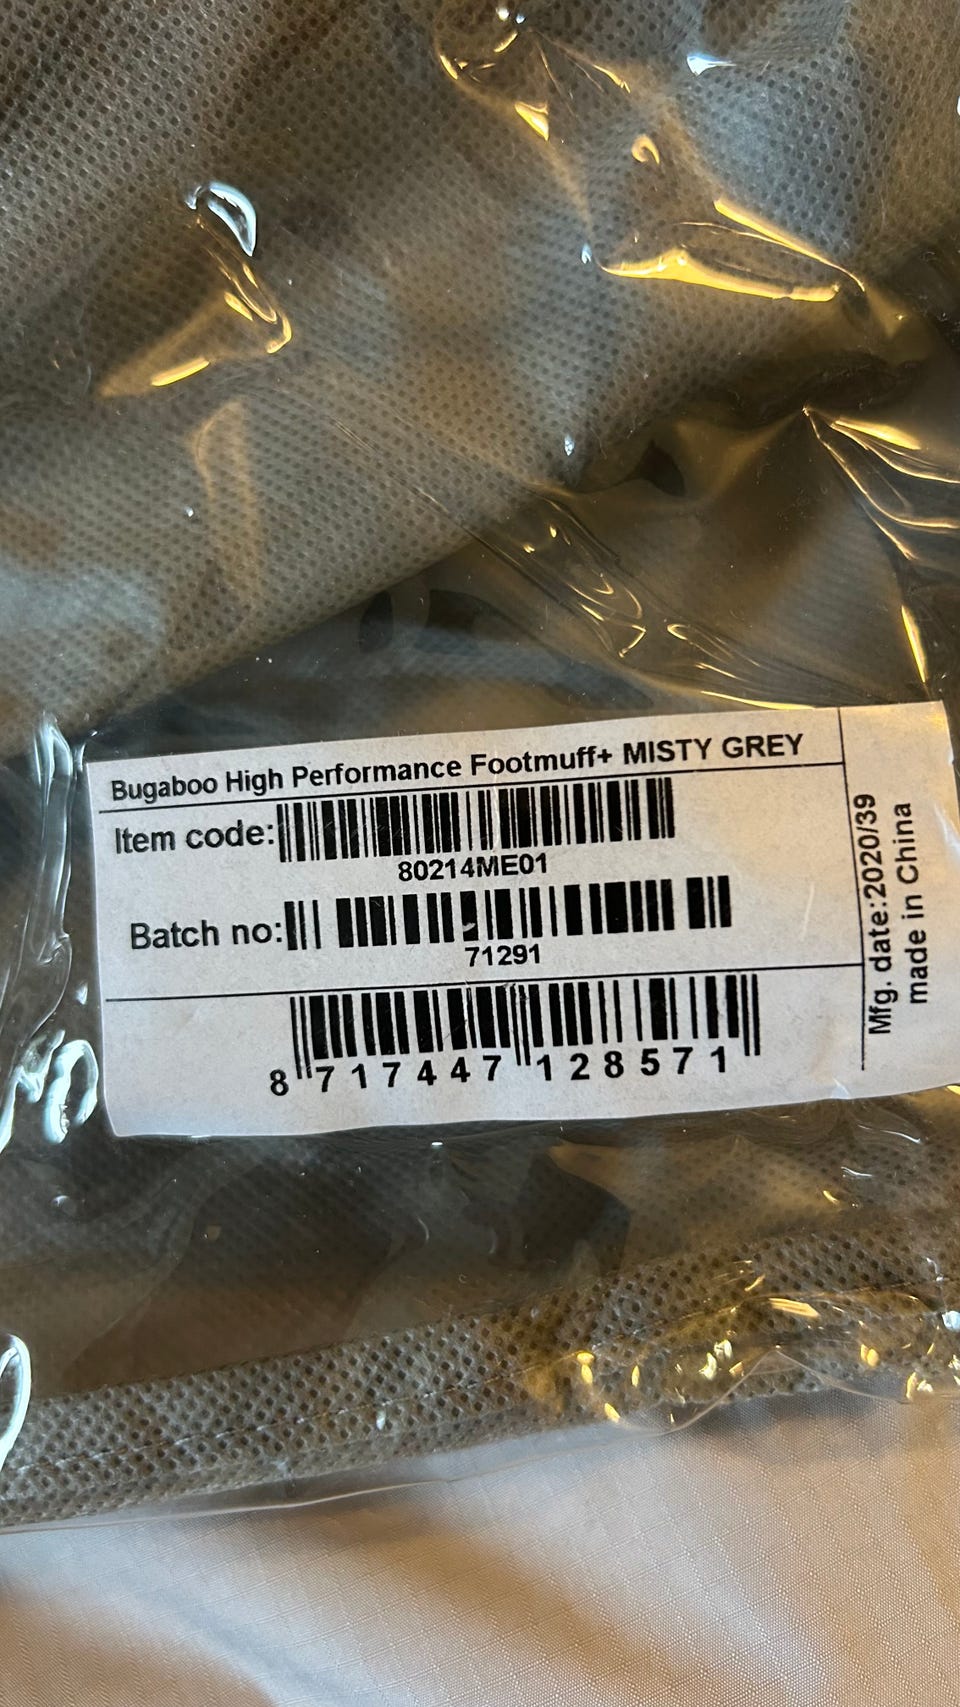 Bugaboo High Performance Footmuff+ MISTY GREY
Item code:
80214ME01
Batch no:
71291
8 717447 128571
Mfg. date:2020/39
made in China